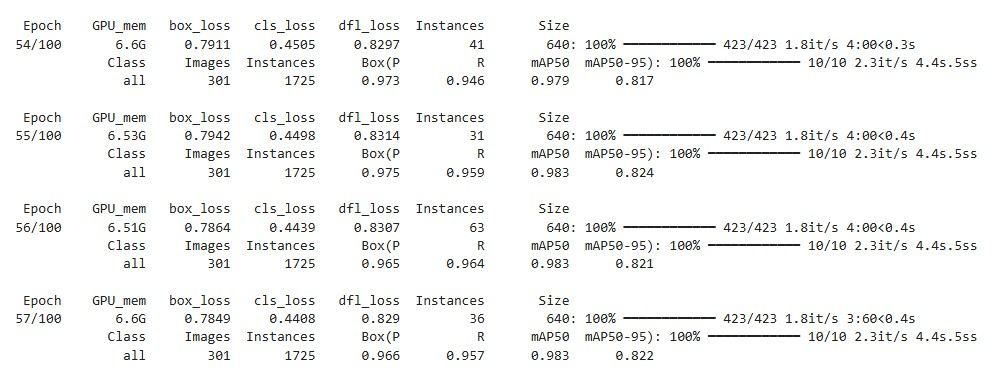 Epoch GPU_mem box_loss cls_loss dfl_loss Instances Size
54/100 6.6G 0.7911 0.4505 0.8297 41 640: 100% ━━━━━━━━━━━━ 423/423 1.8it/s 4:00<0.3s
Class Images Instances Box(P R mAP50 mAP50-95): 100% ━━━━━━━━━━━━ 10/10 2.3it/s 4.4s.5ss
all 301 1725 0.973 0.946 0.979 0.817
Epoch GPU_mem box_loss cls_loss dfl_loss Instances Size
55/100 6.53G 0.7942 0.4498 0.8314 31 640: 100% ━━━━━━━━━━━━ 423/423 1.8it/s 4:00<0.4s
Class Images Instances Box(P R mAP50 mAP50-95): 100% ━━━━━━━━━━━━ 10/10 2.3it/s 4.4s.5ss
all 301 1725 0.975 0.959 0.983 0.824
Epoch GPU_mem box_loss cls_loss dfl_loss Instances Size
56/100 6.51G 0.7864 0.4439 0.8307 63 640: 100% ━━━━━━━━━━━━ 423/423 1.8it/s 4:00<0.4s
Class Images Instances Box(P R mAP50 mAP50-95): 100% ━━━━━━━━━━━━ 10/10 2.3it/s 4.4s.5ss
all 301 1725 0.965 0.964 0.983 0.821
Epoch GPU_mem box_loss cls_loss dfl_loss Instances Size
57/100 6.6G 0.7849 0.4408 0.829 36 640: 100% ━━━━━━━━━━━━ 423/423 1.8it/s 3:60<0.4s
Class Images Instances Box(P R mAP50 mAP50-95): 100% ━━━━━━━━━━━━ 10/10 2.3it/s 4.4s.5ss
all 301 1725 0.966 0.957 0.983 0.822